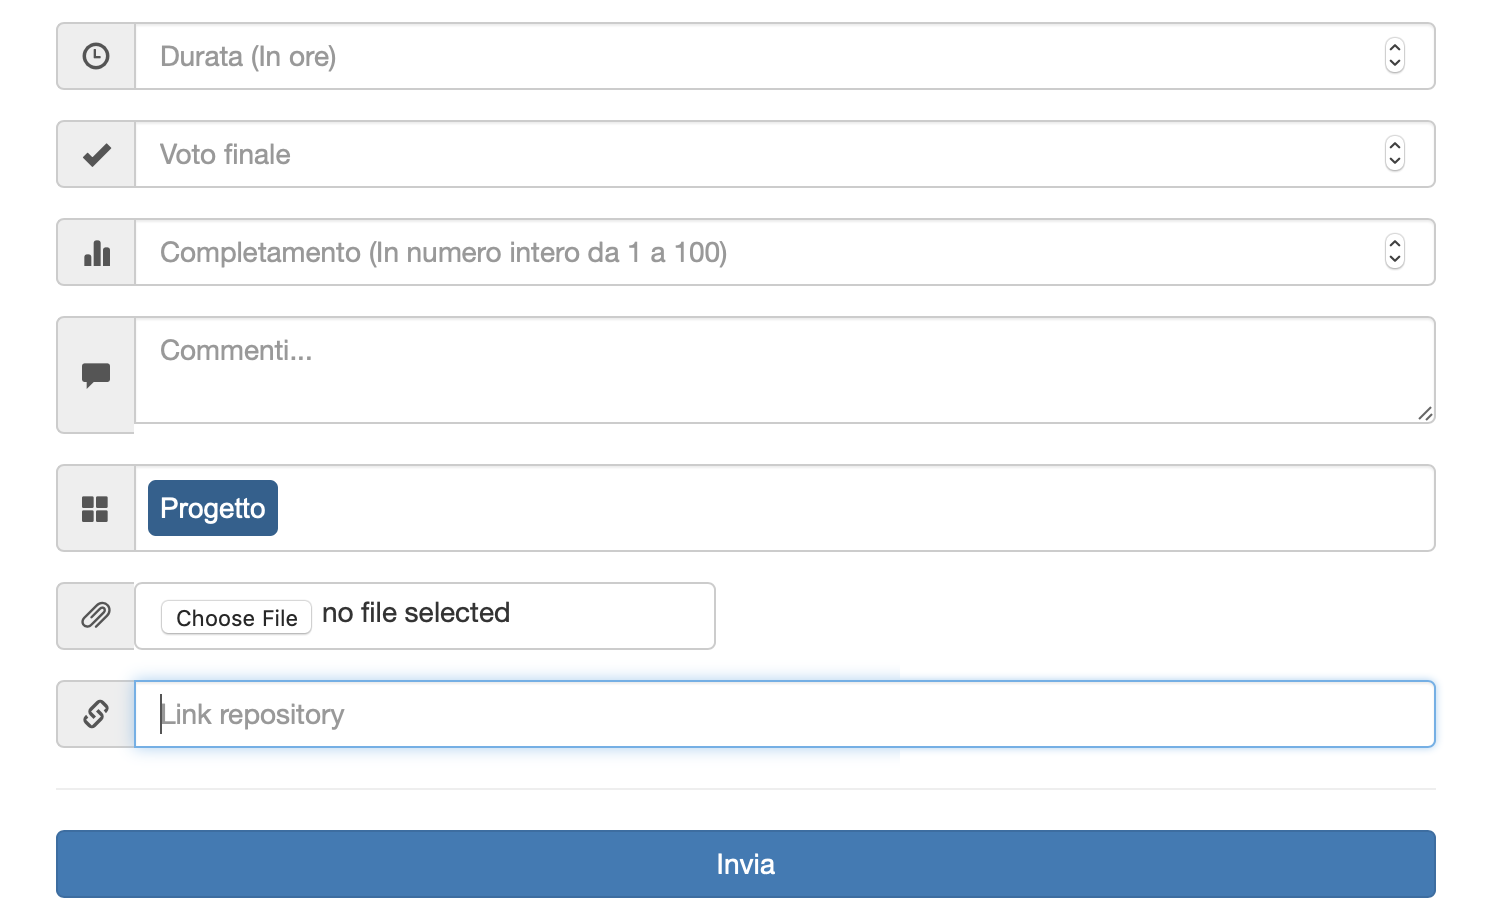 Durata (In ore)
Voto finale
Completamento (In numero intero da 1 a 100)
Commenti...
Progetto
Choose File no file selected
Link repository
Invia